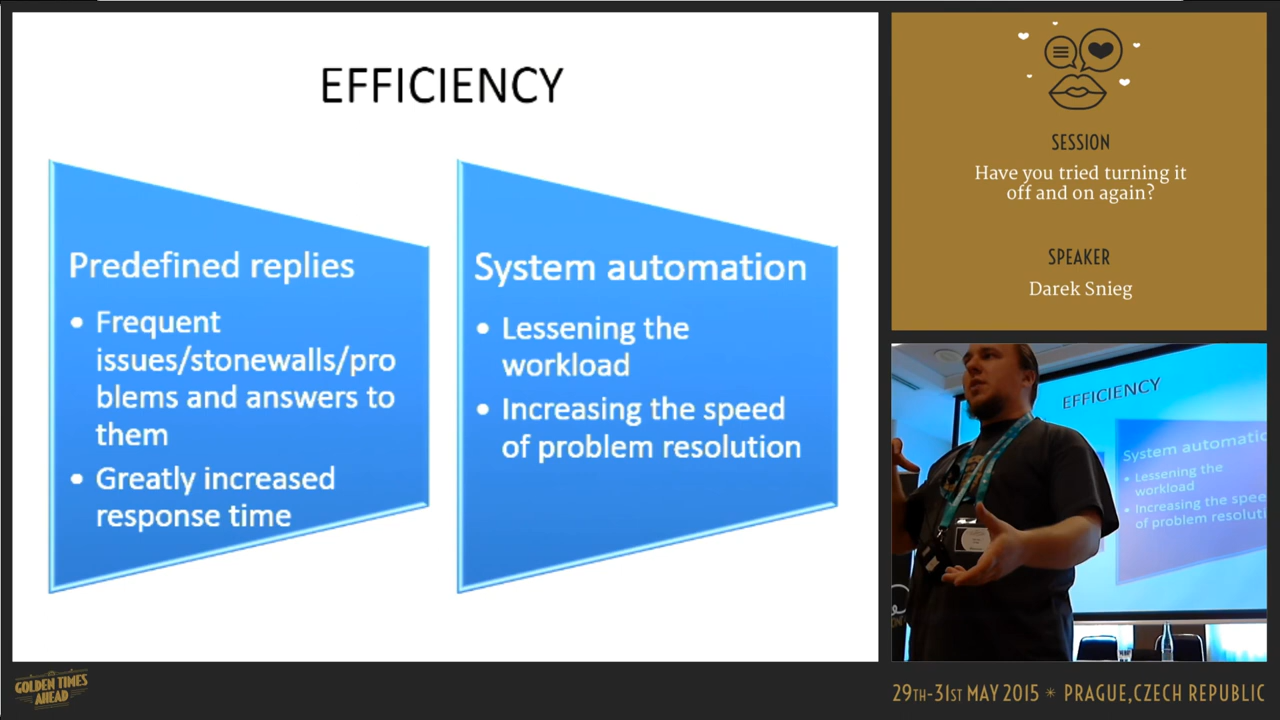 EFFICIENCY
Predefined replies
• Frequent
issues/stonewalls/pro
blems and answers to
them
• Greatly increased
response time
System automation
• Lessening the
workload
• Increasing the speed
of problem resolution
SESSION
Have you tried turning it
off and on again?
SPEAKER
Darek Snieg
EFFICIENCY
System automatic
• Lessening the
workload
• Increasing the spee
of problem resoluti
GOLDEN TIMES
AHEAD
29TH-31ST MAY 2015 * PRAGUE,CZECH REPUBLIC